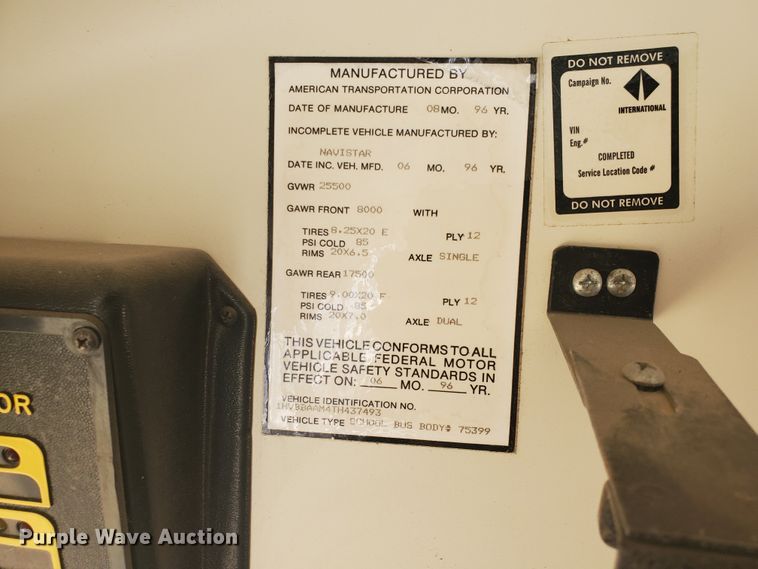 MANUFACTURED BY
AMERICAN TRANSPORTATION CORPORATION
DATE OF MANUFACTURE 08 MO. 96 YR.
INCOMPLETE VEHICLE MANUFACTURED BY:
NAVISTAR
DATE INC. VEH. MFD. 06 MO. 96 YR.
GVWR 25500
GAWR FRONT 8000 WITH
TIRES 8.25X20 E PLY 12
PSI COLD 85
RIMS 20X6.5 AXLE SINGLE
GAWR REAR 17500
TIRES 9.00X20 E PLY 12
PSI COLD 85
RIMS 20X7.0 AXLE DUAL
THIS VEHICLE CONFORMS TO ALL
APPLICABLE FEDERAL MOTOR
VEHICLE SAFETY STANDARDS IN
EFFECT ON: 06 MO. 96 YR.
VEHICLE IDENTIFICATION NO.
1HVBBAAM4TH437493
VEHICLE TYPE SCHOOL BUS BODY# 75399
DO NOT REMOVE
Campaign No.
INTERNATIONAL
VIN
Eng.#
COMPLETED
Service Location Code #
DO NOT REMOVE
OR
Purple Wave Auction